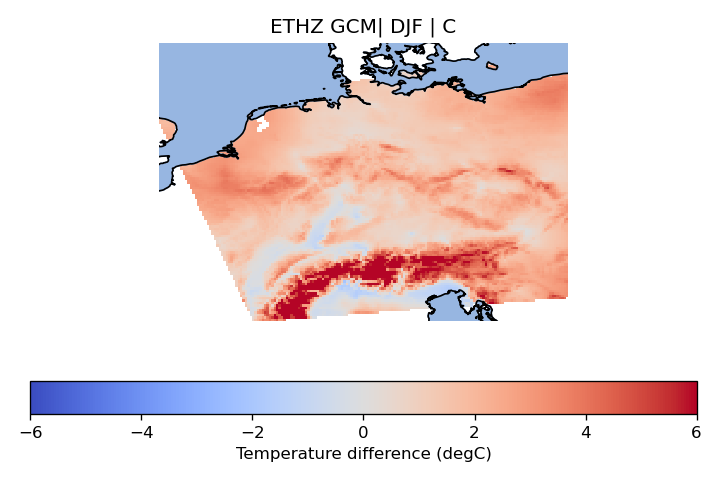 ETHZ GCM| DJF | C
−6 −4 −2 0 2 4 6
Temperature difference (degC)